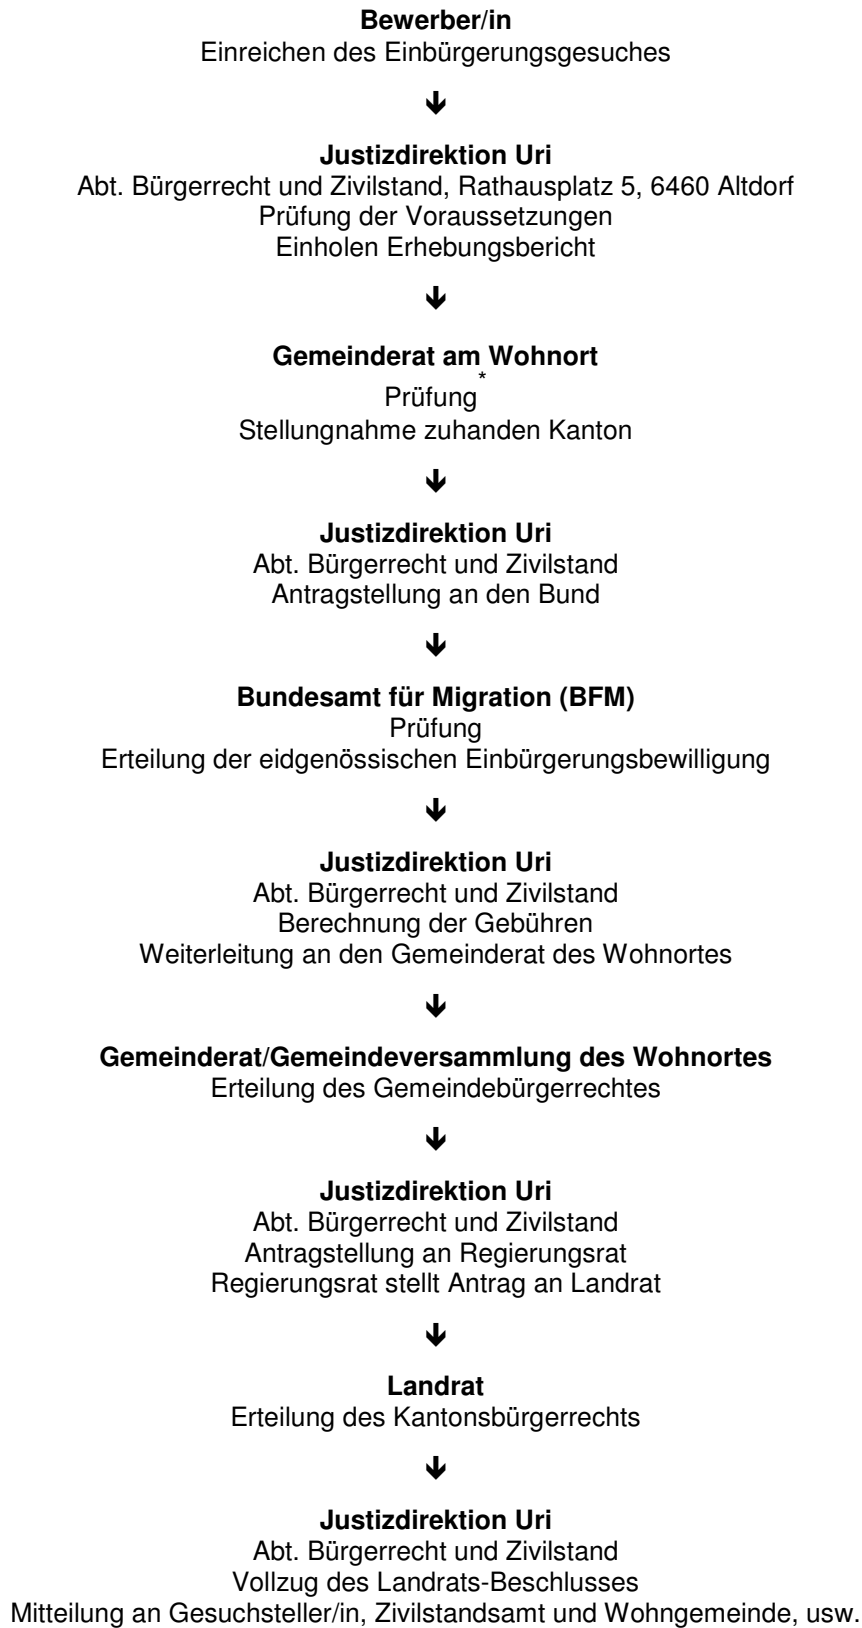 Bewerber/in
Einreichen des Einbürgerungsgesuches
🡻
Justizdirektion Uri
Abt. Bürgerrecht und Zivilstand, Rathausplatz 5, 6460 Altdorf
Prüfung der Voraussetzungen
Einholen Erhebungsbericht
🡻
Gemeinderat am Wohnort
Prüfung*
Stellungnahme zuhanden Kanton
🡻
Justizdirektion Uri
Abt. Bürgerrecht und Zivilstand
Antragstellung an den Bund
🡻
Bundesamt für Migration (BFM)
Prüfung
Erteilung der eidgenössischen Einbürgerungsbewilligung
🡻
Justizdirektion Uri
Abt. Bürgerrecht und Zivilstand
Berechnung der Gebühren
Weiterleitung an den Gemeinderat des Wohnortes
🡻
Gemeinderat/Gemeindeversammlung des Wohnortes
Erteilung des Gemeindebürgerrechtes
🡻
Justizdirektion Uri
Abt. Bürgerrecht und Zivilstand
Antragstellung an Regierungsrat
Regierungsrat stellt Antrag an Landrat
🡻
Landrat
Erteilung des Kantonsbürgerrechts
🡻
Justizdirektion Uri
Abt. Bürgerrecht und Zivilstand
Vollzug des Landrats-Beschlusses
Mitteilung an Gesuchsteller/in, Zivilstandsamt und Wohngemeinde, usw.